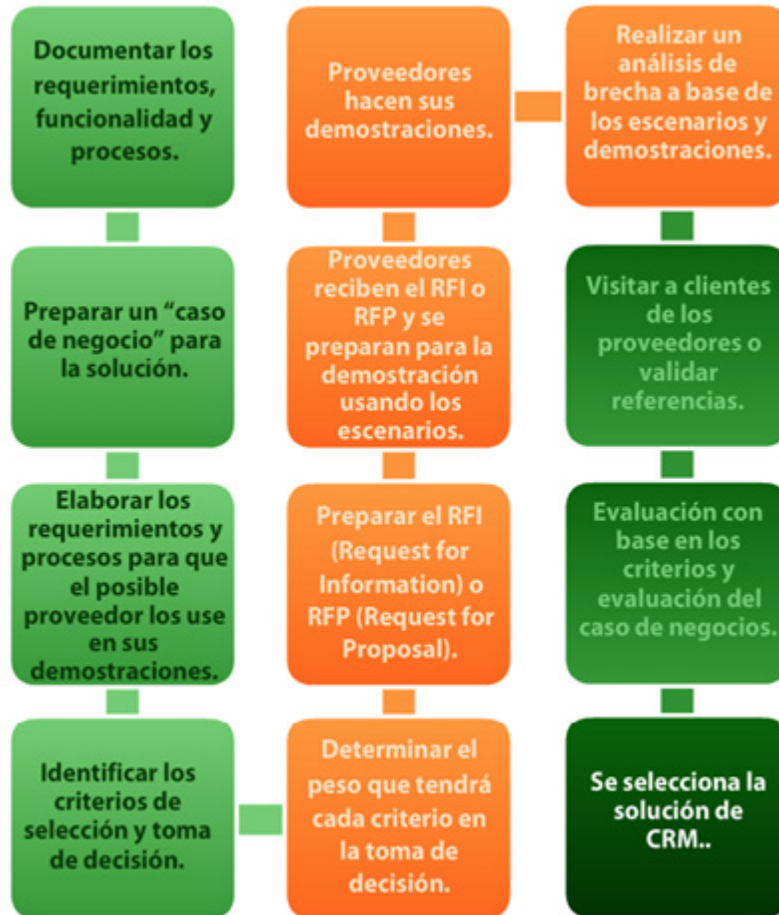 Documentar los
requerimientos,
funcionalidad y
procesos.
Preparar un “caso
de negocio” para
la solución.
Elaborar los
requerimientos y
procesos para que
el posible
proveedor los use
en sus
demostraciones.
Identificar los
criterios de
selección y toma
de decisión.
Determinar el
peso que tendrá
cada criterio en
la toma de
decisión.
Preparar el RFI
(Request for
Information) o
RFP (Request for
Proposal).
Proveedores
reciben el RFI o
RFP y se
preparan para la
demostración
usando los
escenarios.
Proveedores
hacen sus
demostraciones.
Realizar un
análisis de
brecha a base de
los escenarios y
demostraciones.
Visitar a clientes
de los
proveedores o
validar
referencias.
Evaluación con
base en los
criterios y
evaluación del
caso de negocios.
Se selecciona la
solución de
CRM..